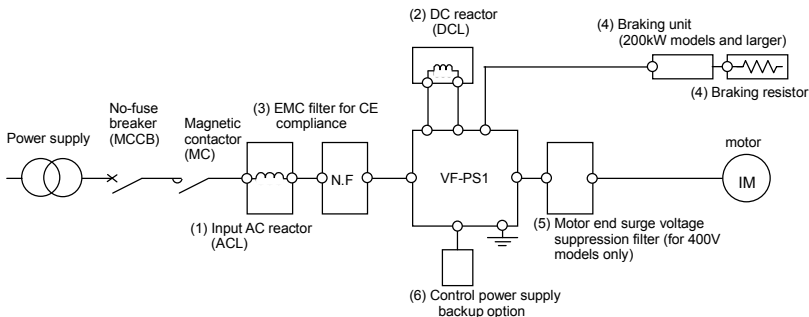 (2) DC reactor
(DCL)
(4) Braking unit
(200kW models and larger)
(4) Braking resistor
No-fuse
breaker
(MCCB)
Magnetic
contactor
(MC)
(3) EMC filter for CE
compliance
Power supply
motor
N.F
VF-PS1
IM
(1) Input AC reactor
(ACL)
(5) Motor end surge voltage
suppression filter (for 400V
models only)
(6) Control power supply
backup option